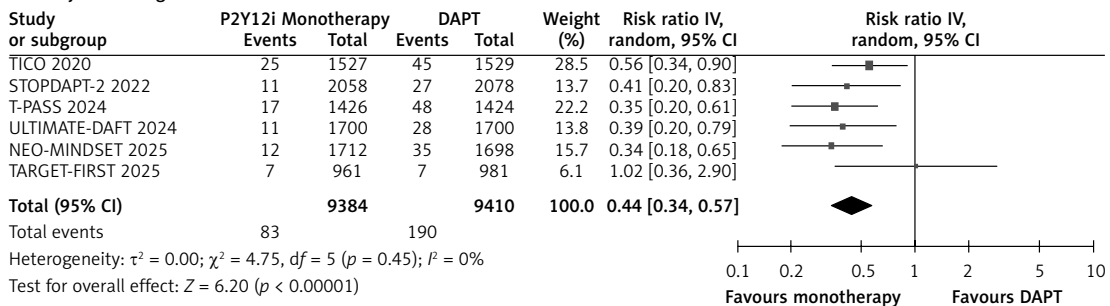 Study P2Y12i Monotherapy DAPT Weight Risk ratio IV, Risk ratio IV,
or subgroup Events Total Events Total (%) random, 95% CI random, 95% CI
TICO 2020 25 1527 45 1529 28.5 0.56 [0.34, 0.90]
STOPDAPT-2 2022 11 2058 27 2078 13.7 0.41 [0.20, 0.83]
T-PASS 2024 17 1426 48 1424 22.2 0.35 [0.20, 0.61]
ULTIMATE-DAFT 2024 11 1700 28 1700 13.8 0.39 [0.20, 0.79]
NEO-MINDSET 2025 12 1712 35 1698 15.7 0.34 [0.18, 0.65]
TARGET-FIRST 2025 7 961 7 981 6.1 1.02 [0.36, 2.90]
Total (95% CI) 9384 9410 100.0 0.44 [0.34, 0.57]
Total events 83 190
Heterogeneity: τ² = 0.00; χ² = 4.75, df = 5 (p = 0.45); I² = 0%
Test for overall effect: Z = 6.20 (p < 0.00001)
0.1 0.2 0.5 1 2 5 10
Favours monotherapy Favours DAPT